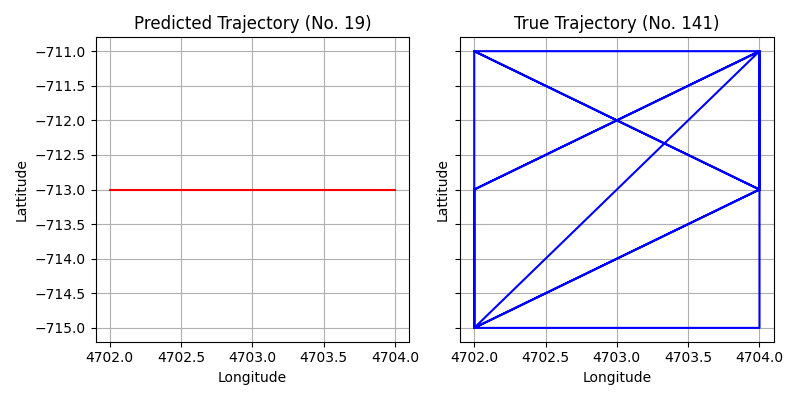 Predicted Trajectory (No. 19)
True Trajectory (No. 141)
Lattitude
−711.0
−711.5
−712.0
−712.5
−713.0
−713.5
−714.0
−714.5
−715.0
4702.0 4702.5 4703.0 4703.5 4704.0
Longitude
Lattitude
4702.0 4702.5 4703.0 4703.5 4704.0
Longitude